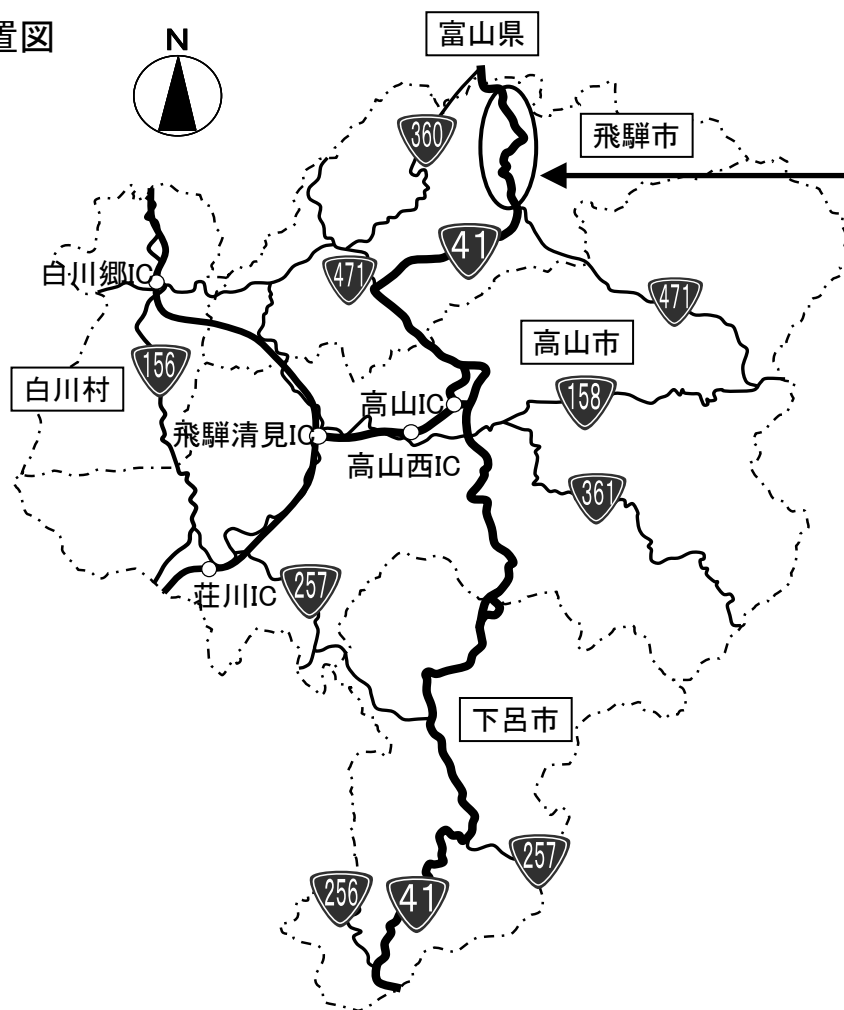 置図
N
富山県
360
飛騨市
41
白川郷IC
471
471
高山市
156
白川村
158
高山IC
飛騨清見IC
高山西IC
361
荘川IC
257
下呂市
257
256
41